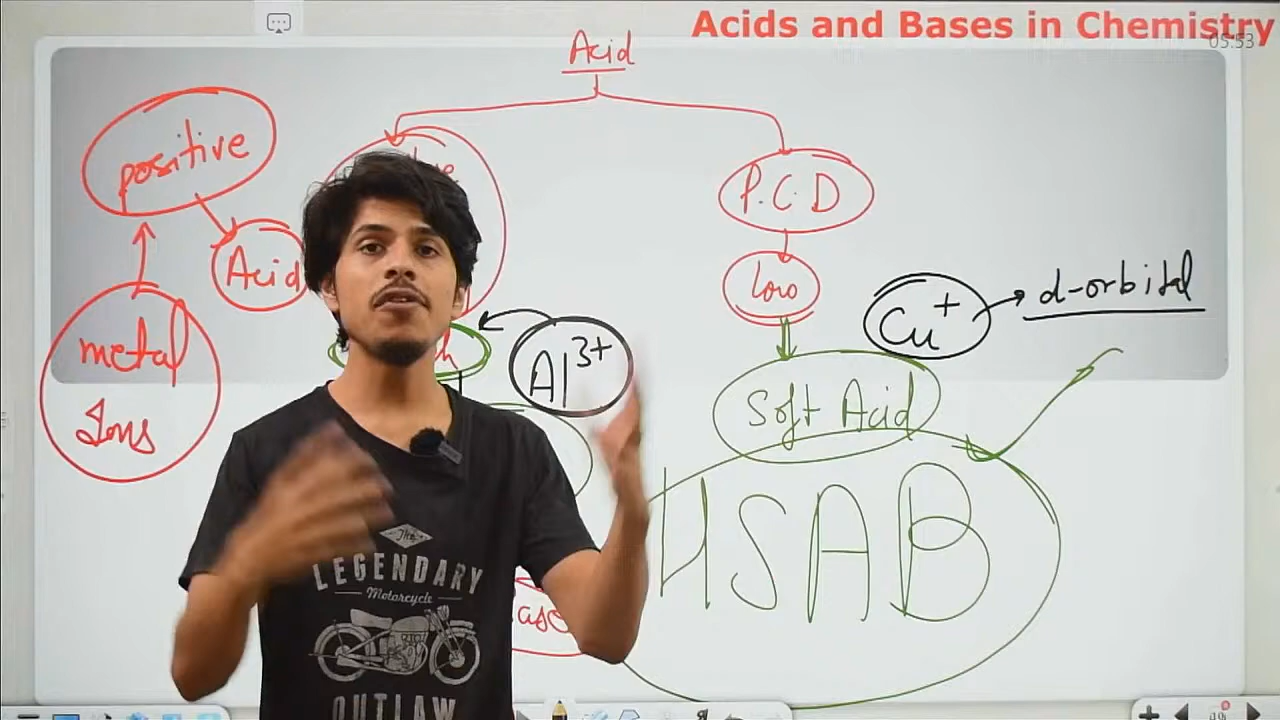 Acids and Bases in Chemistry
05:53
Acid
positive
Acid
P.C.D
Low
metal
Ions
Al3+
Cu+
d-orbital
Soft Acid
HSAB
The
LEGENDARY
Motorcycle
OUTLAW